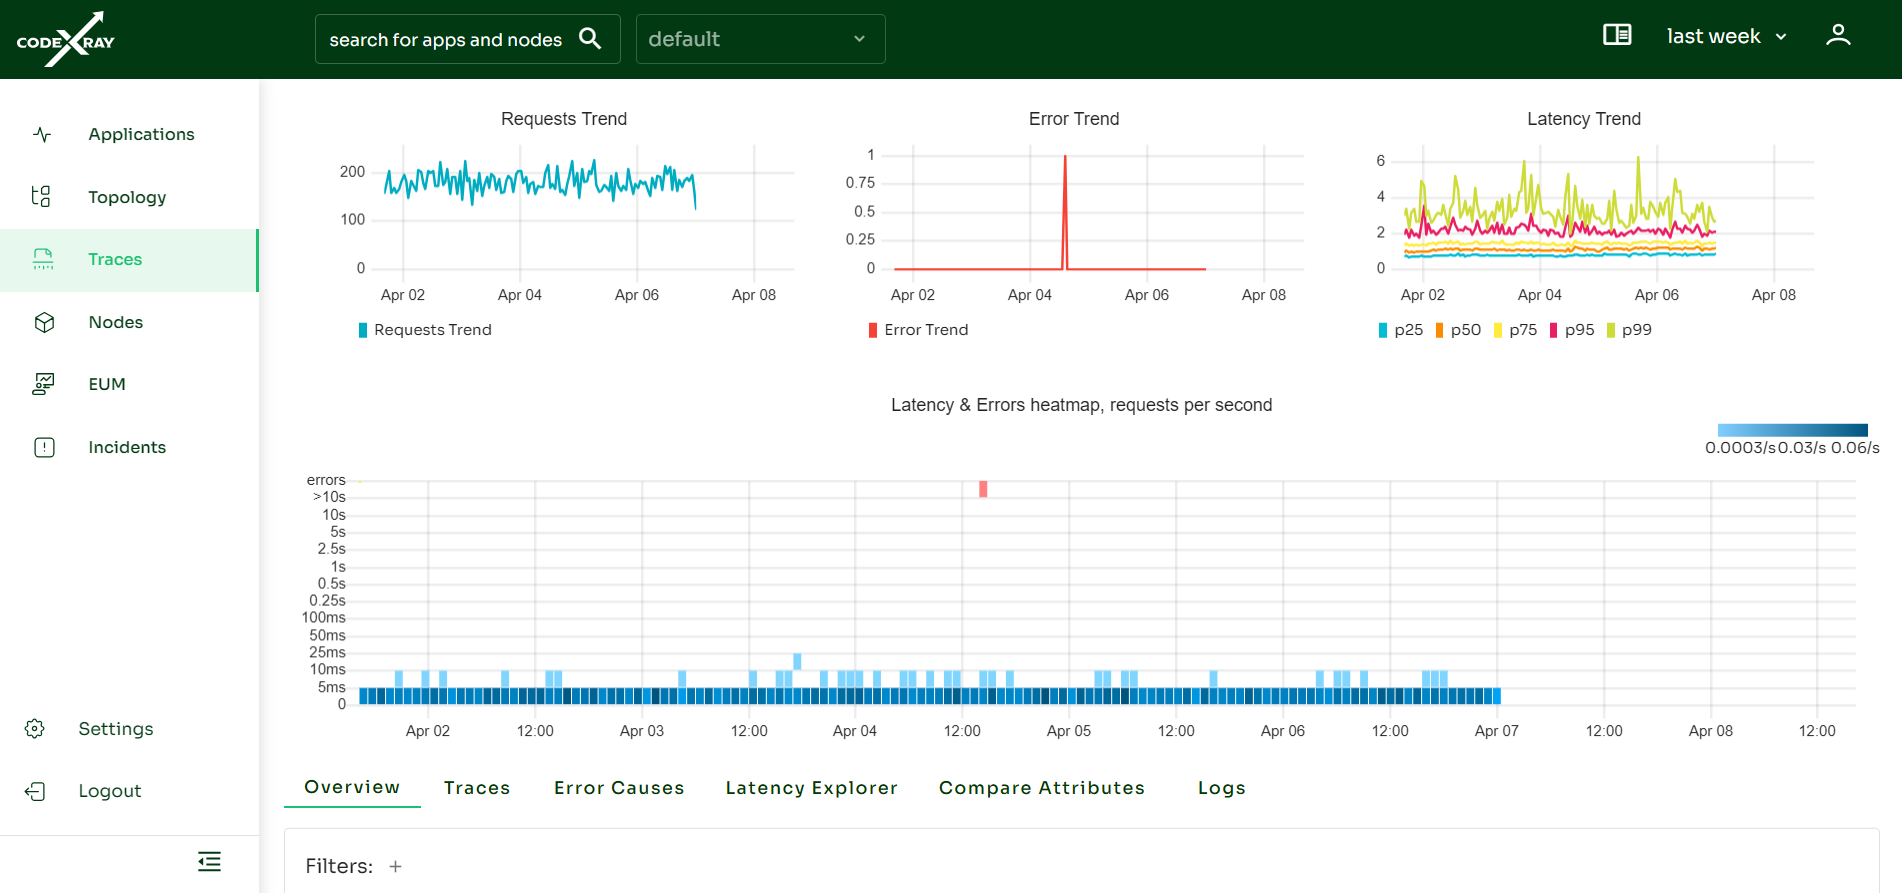 CODE X RAY
search for apps and nodes
default
last week
Applications
Topology
Traces
Nodes
EUM
Incidents
Settings
Logout
Requests Trend
200
100
0
Apr 02 Apr 04 Apr 06 Apr 08
Requests Trend
Error Trend
1
0.75
0.5
0.25
0
Apr 02 Apr 04 Apr 06 Apr 08
Error Trend
Latency Trend
6
4
2
0
Apr 02 Apr 04 Apr 06 Apr 08
p25 p50 p75 p95 p99
Latency & Errors heatmap, requests per second
0.0003/s 0.03/s 0.06/s
errors
>10s
10s
5s
2.5s
1s
0.5s
0.25s
100ms
50ms
25ms
10ms
5ms
0
Apr 02 12:00 Apr 03 12:00 Apr 04 12:00 Apr 05 12:00 Apr 06 12:00 Apr 07 12:00 Apr 08 12:00
Overview Traces Error Causes Latency Explorer Compare Attributes Logs
Filters: +